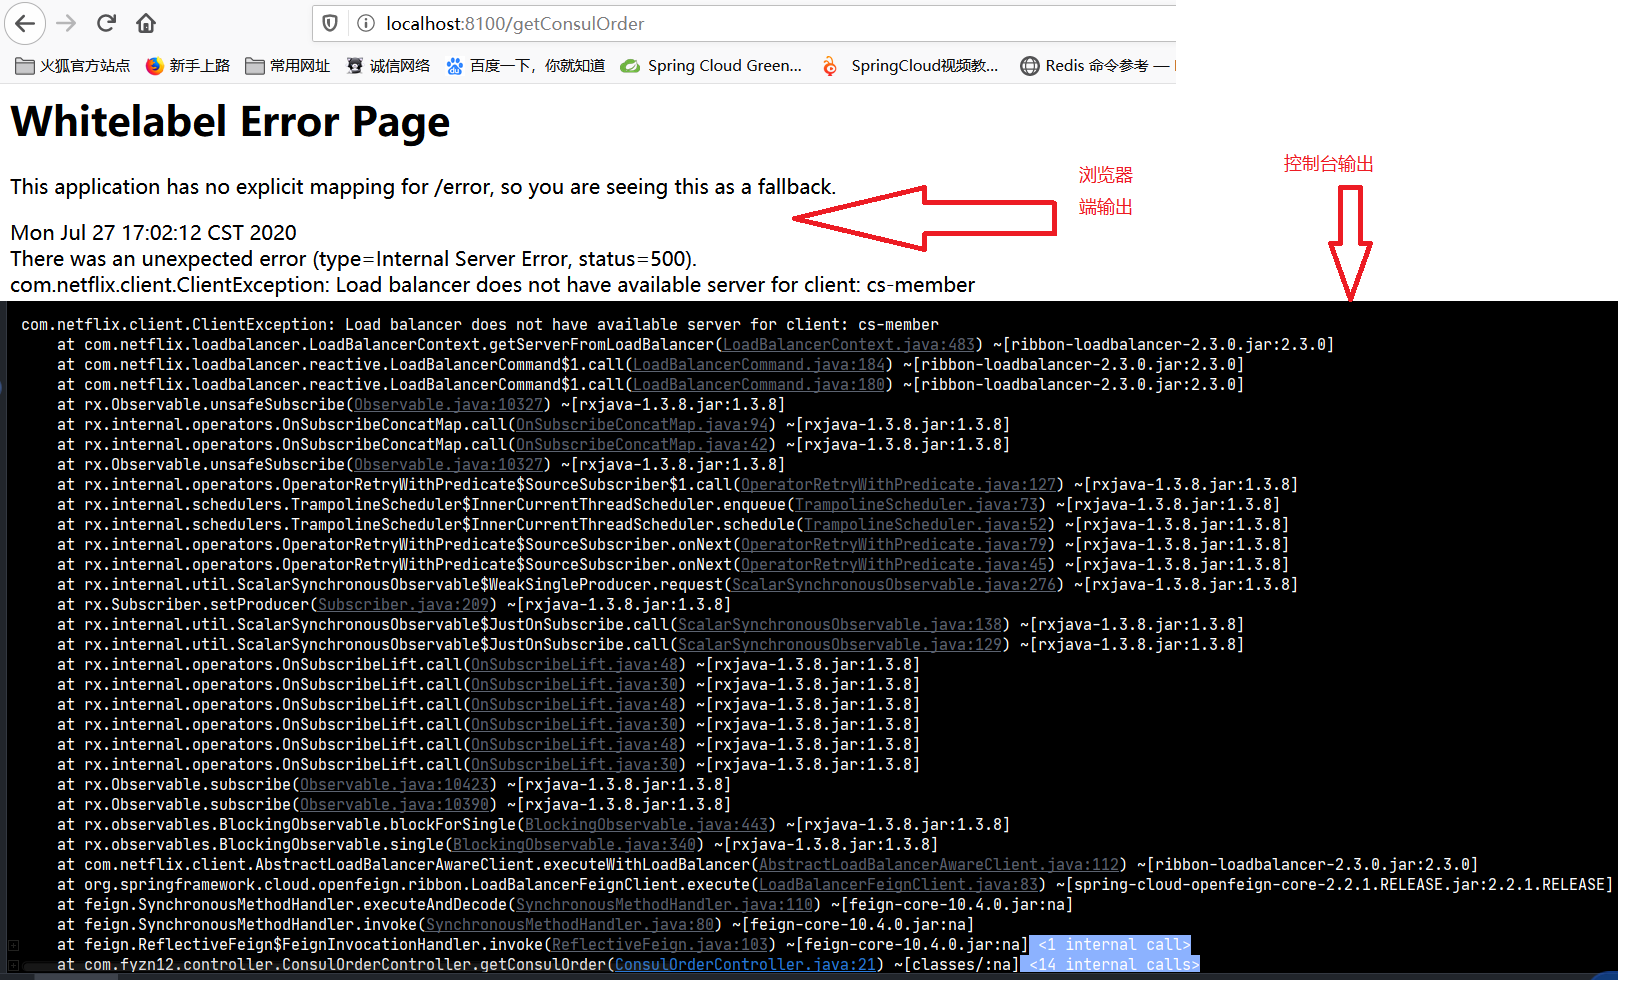 localhost:8100/getConsulOrder
火狐官方站点 新手上路 常用网址 诚信网络 百度一下，你就知道 Spring Cloud Green... SpringCloud视频教... Redis 命令参考 —
Whitelabel Error Page
This application has no explicit mapping for /error, so you are seeing this as a fallback.
浏览器
端输出
控制台输出
Mon Jul 27 17:02:12 CST 2020
There was an unexpected error (type=Internal Server Error, status=500).
com.netflix.client.ClientException: Load balancer does not have available server for client: cs-member
com.netflix.client.ClientException: Load balancer does not have available server for client: cs-member
at com.netflix.loadbalancer.LoadBalancerContext.getServerFromLoadBalancer(LoadBalancerContext.java:483) ~[ribbon-loadbalancer-2.3.0.jar:2.3.0]
at com.netflix.loadbalancer.reactive.LoadBalancerCommand$1.call(LoadBalancerCommand.java:184) ~[ribbon-loadbalancer-2.3.0.jar:2.3.0]
at com.netflix.loadbalancer.reactive.LoadBalancerCommand$1.call(LoadBalancerCommand.java:180) ~[ribbon-loadbalancer-2.3.0.jar:2.3.0]
at rx.Observable.unsafeSubscribe(Observable.java:10327) ~[rxjava-1.3.8.jar:1.3.8]
at rx.internal.operators.OnSubscribeConcatMap.call(OnSubscribeConcatMap.java:94) ~[rxjava-1.3.8.jar:1.3.8]
at rx.internal.operators.OnSubscribeConcatMap.call(OnSubscribeConcatMap.java:42) ~[rxjava-1.3.8.jar:1.3.8]
at rx.Observable.unsafeSubscribe(Observable.java:10327) ~[rxjava-1.3.8.jar:1.3.8]
at rx.internal.operators.OperatorRetryWithPredicate$SourceSubscriber$1.call(OperatorRetryWithPredicate.java:127) ~[rxjava-1.3.8.jar:1.3.8]
at rx.internal.schedulers.TrampolineScheduler$InnerCurrentThreadScheduler.enqueue(TrampolineScheduler.java:73) ~[rxjava-1.3.8.jar:1.3.8]
at rx.internal.schedulers.TrampolineScheduler$InnerCurrentThreadScheduler.schedule(TrampolineScheduler.java:52) ~[rxjava-1.3.8.jar:1.3.8]
at rx.internal.operators.OperatorRetryWithPredicate$SourceSubscriber.onNext(OperatorRetryWithPredicate.java:79) ~[rxjava-1.3.8.jar:1.3.8]
at rx.internal.operators.OperatorRetryWithPredicate$SourceSubscriber.onNext(OperatorRetryWithPredicate.java:45) ~[rxjava-1.3.8.jar:1.3.8]
at rx.internal.util.ScalarSynchronousObservable$WeakSingleProducer.request(ScalarSynchronousObservable.java:276) ~[rxjava-1.3.8.jar:1.3.8]
at rx.Subscriber.setProducer(Subscriber.java:209) ~[rxjava-1.3.8.jar:1.3.8]
at rx.internal.util.ScalarSynchronousObservable$JustOnSubscribe.call(ScalarSynchronousObservable.java:138) ~[rxjava-1.3.8.jar:1.3.8]
at rx.internal.util.ScalarSynchronousObservable$JustOnSubscribe.call(ScalarSynchronousObservable.java:129) ~[rxjava-1.3.8.jar:1.3.8]
at rx.internal.operators.OnSubscribeLift.call(OnSubscribeLift.java:48) ~[rxjava-1.3.8.jar:1.3.8]
at rx.internal.operators.OnSubscribeLift.call(OnSubscribeLift.java:30) ~[rxjava-1.3.8.jar:1.3.8]
at rx.internal.operators.OnSubscribeLift.call(OnSubscribeLift.java:48) ~[rxjava-1.3.8.jar:1.3.8]
at rx.internal.operators.OnSubscribeLift.call(OnSubscribeLift.java:30) ~[rxjava-1.3.8.jar:1.3.8]
at rx.internal.operators.OnSubscribeLift.call(OnSubscribeLift.java:48) ~[rxjava-1.3.8.jar:1.3.8]
at rx.internal.operators.OnSubscribeLift.call(OnSubscribeLift.java:30) ~[rxjava-1.3.8.jar:1.3.8]
at rx.Observable.subscribe(Observable.java:10423) ~[rxjava-1.3.8.jar:1.3.8]
at rx.Observable.subscribe(Observable.java:10390) ~[rxjava-1.3.8.jar:1.3.8]
at rx.observables.BlockingObservable.blockForSingle(BlockingObservable.java:443) ~[rxjava-1.3.8.jar:1.3.8]
at rx.observables.BlockingObservable.single(BlockingObservable.java:340) ~[rxjava-1.3.8.jar:1.3.8]
at com.netflix.client.AbstractLoadBalancerAwareClient.executeWithLoadBalancer(AbstractLoadBalancerAwareClient.java:112) ~[ribbon-loadbalancer-2.3.0.jar:2.3.0]
at org.springframework.cloud.openfeign.ribbon.LoadBalancerFeignClient.execute(LoadBalancerFeignClient.java:83) ~[spring-cloud-openfeign-core-2.2.1.RELEASE.jar:2.2.1.RELEASE]
at feign.SynchronousMethodHandler.executeAndDecode(SynchronousMethodHandler.java:110) ~[feign-core-10.4.0.jar:na]
at feign.SynchronousMethodHandler.invoke(SynchronousMethodHandler.java:80) ~[feign-core-10.4.0.jar:na]
at feign.ReflectiveFeign$FeignInvocationHandler.invoke(ReflectiveFeign.java:103) ~[feign-core-10.4.0.jar:na] <1 internal call>
at com.fyzn12.controller.ConsulOrderController.getConsulOrder(ConsulOrderController.java:21) ~[classes/:na] <14 internal calls>